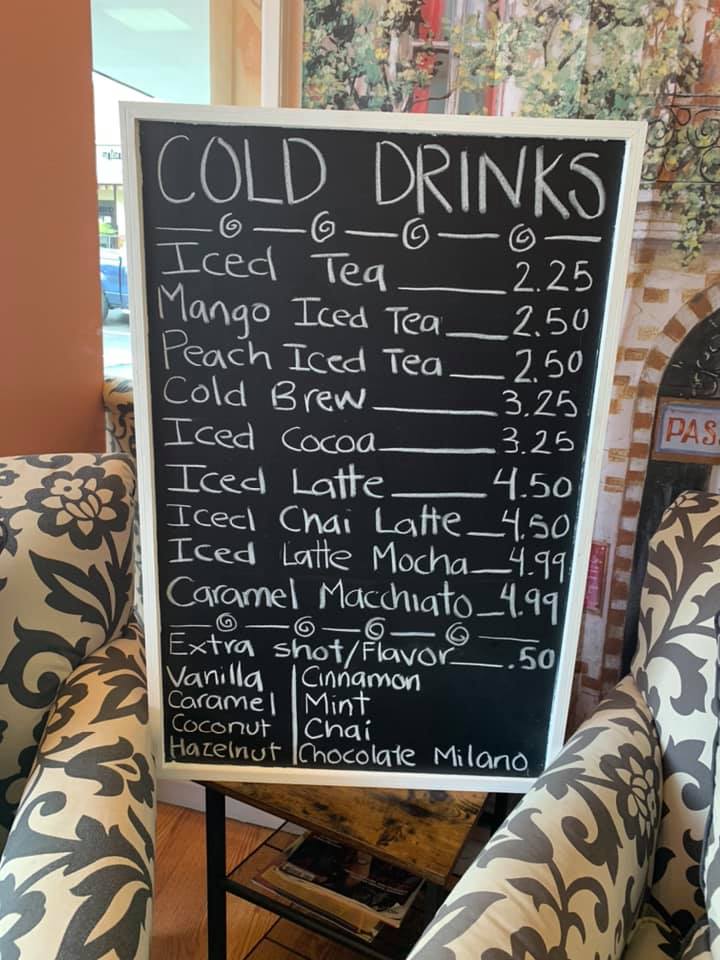 COLD DRINKS
Iced Tea 2.25
Mango Iced Tea 2.50
Peach Iced Tea 2.50
Cold Brew 3.25
Iced Cocoa 3.25
Iced Latte 4.50
Iced Chai Latte 4.50
Iced Latte Mocha 4.99
Caramel Macchiato 4.99
Extra shot/Flavor .50
Vanilla | Cinnamon
Caramel | Mint
Coconut | Chai
Hazelnut | Chocolate Milano
PAS